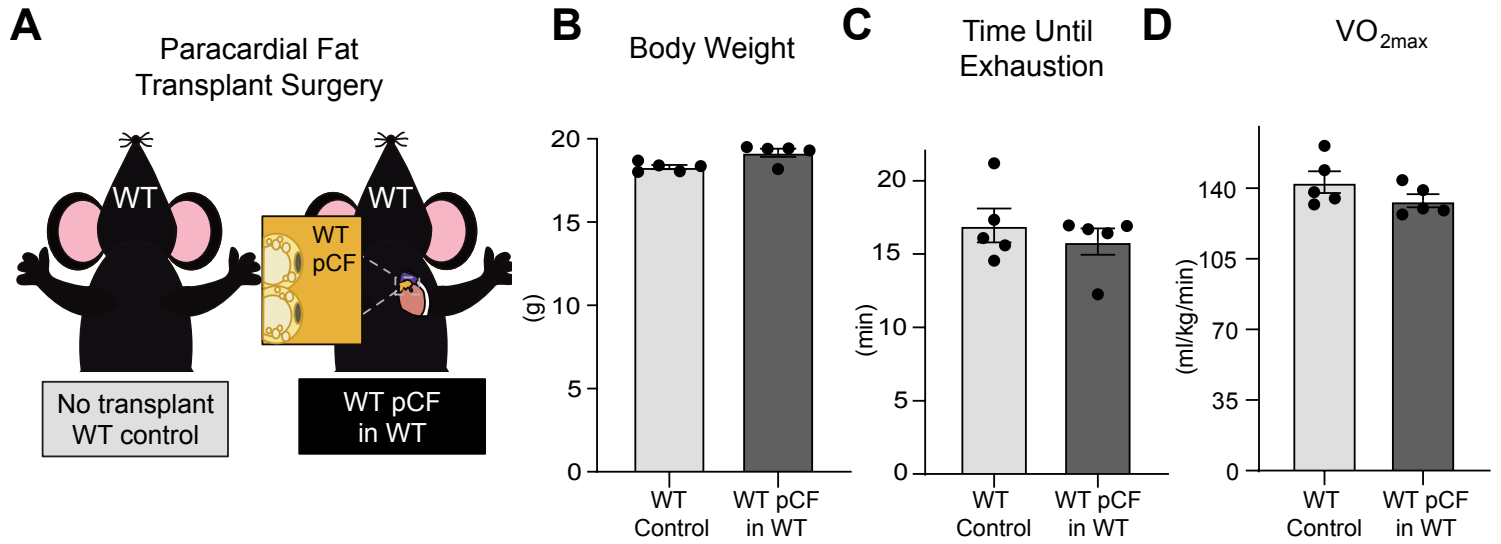 A
Paracardial Fat
Transplant Surgery
WT
WT
WT
pCF
No transplant
WT control
WT pCF
in WT
B
Body Weight
(g)
20
15
10
5
0
WT
Control
WT pCF
in WT
C
Time Until
Exhaustion
(min)
20
15
10
5
0
WT
Control
WT pCF
in WT
D
VO2max
(ml/kg/min)
140
105
70
35
0
WT
Control
WT pCF
in WT